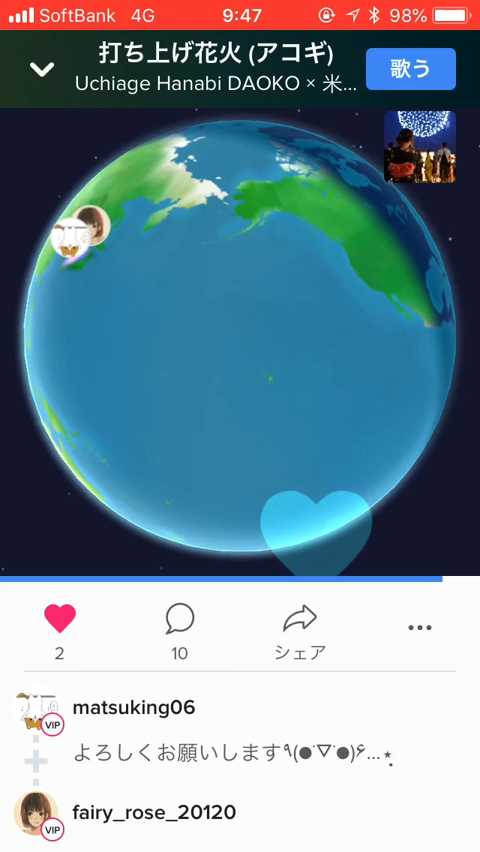 SoftBank 4G 9:47 98%
打ち上げ花火 (アコギ)
Uchiage Hanabi DAOKO × 米...
歌う
2
10
シェア
matsuking06
VIP
よろしくお願いします٩(●˙▽˙●)۶…⋆̩
fairy_rose_20120
VIP